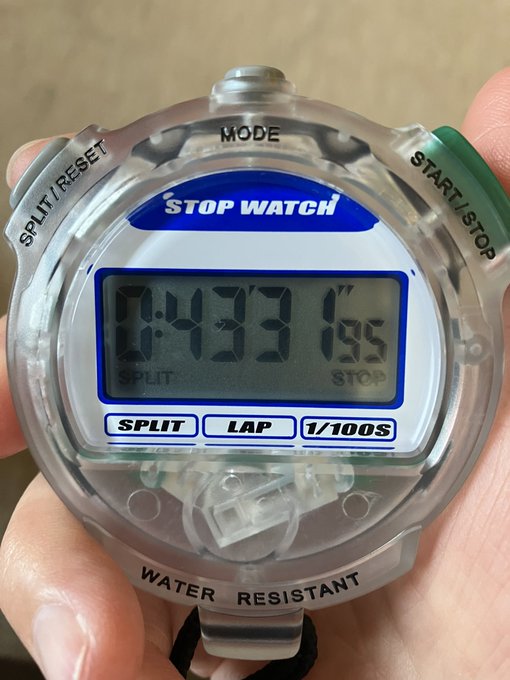 MODE
SPLIT/RESET
START/STOP
STOP WATCH
0:43'31"95
SPLIT STOP
SPLIT LAP 1/100S
WATER RESISTANT